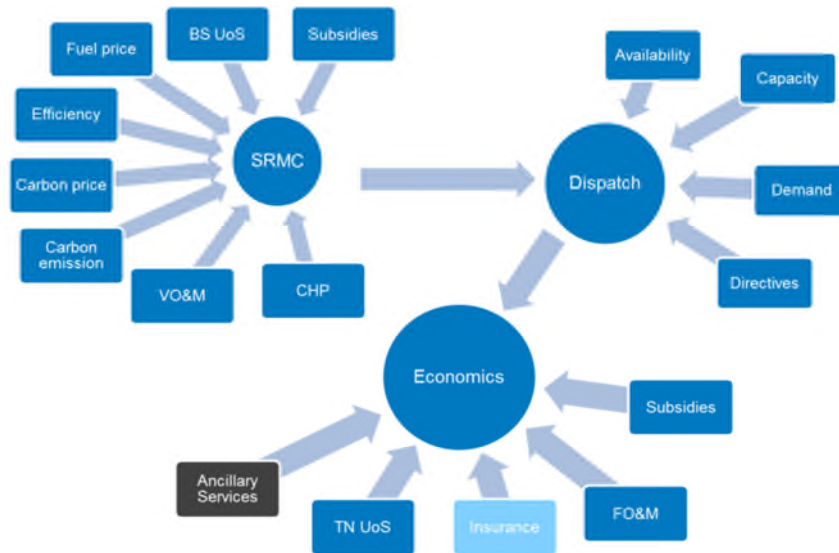 Fuel price
BS UoS
Subsidies
Efficiency
SRMC
Carbon price
Carbon
emission
VO&M
CHP
Availability
Capacity
Dispatch
Demand
Directives
Economics
Subsidies
Ancillary
Services
TN UoS
Insurance
FO&M